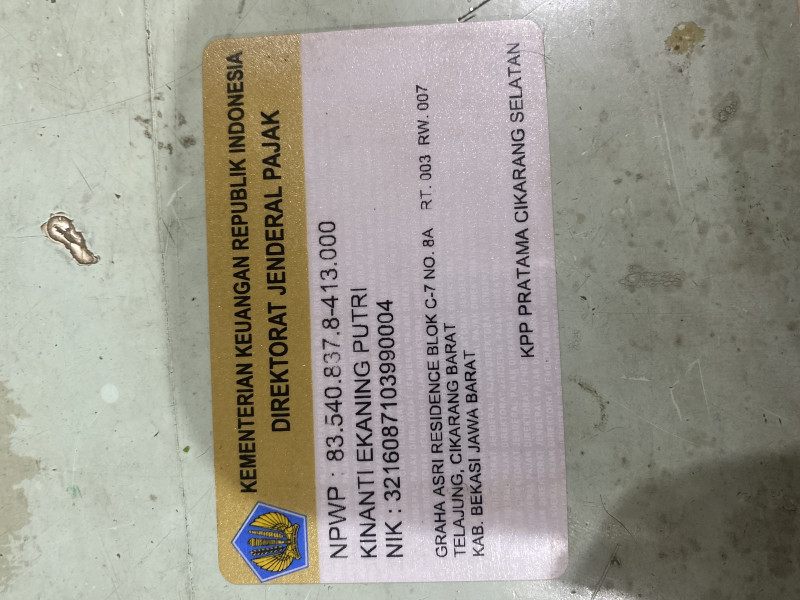 KEMENTERIAN KEUANGAN REPUBLIK INDONESIA
DIREKTORAT JENDERAL PAJAK
NPWP : 83.540.837.8-413.000
KINANTI EKANING PUTRI
NIK : 3216087103990004
GRAHA ASRI RESIDENCE BLOK C-7 NO. 8A RT. 003 RW. 007
TELAJUNG, CIKARANG BARAT
KAB. BEKASI JAWA BARAT
KPP PRATAMA CIKARANG SELATAN